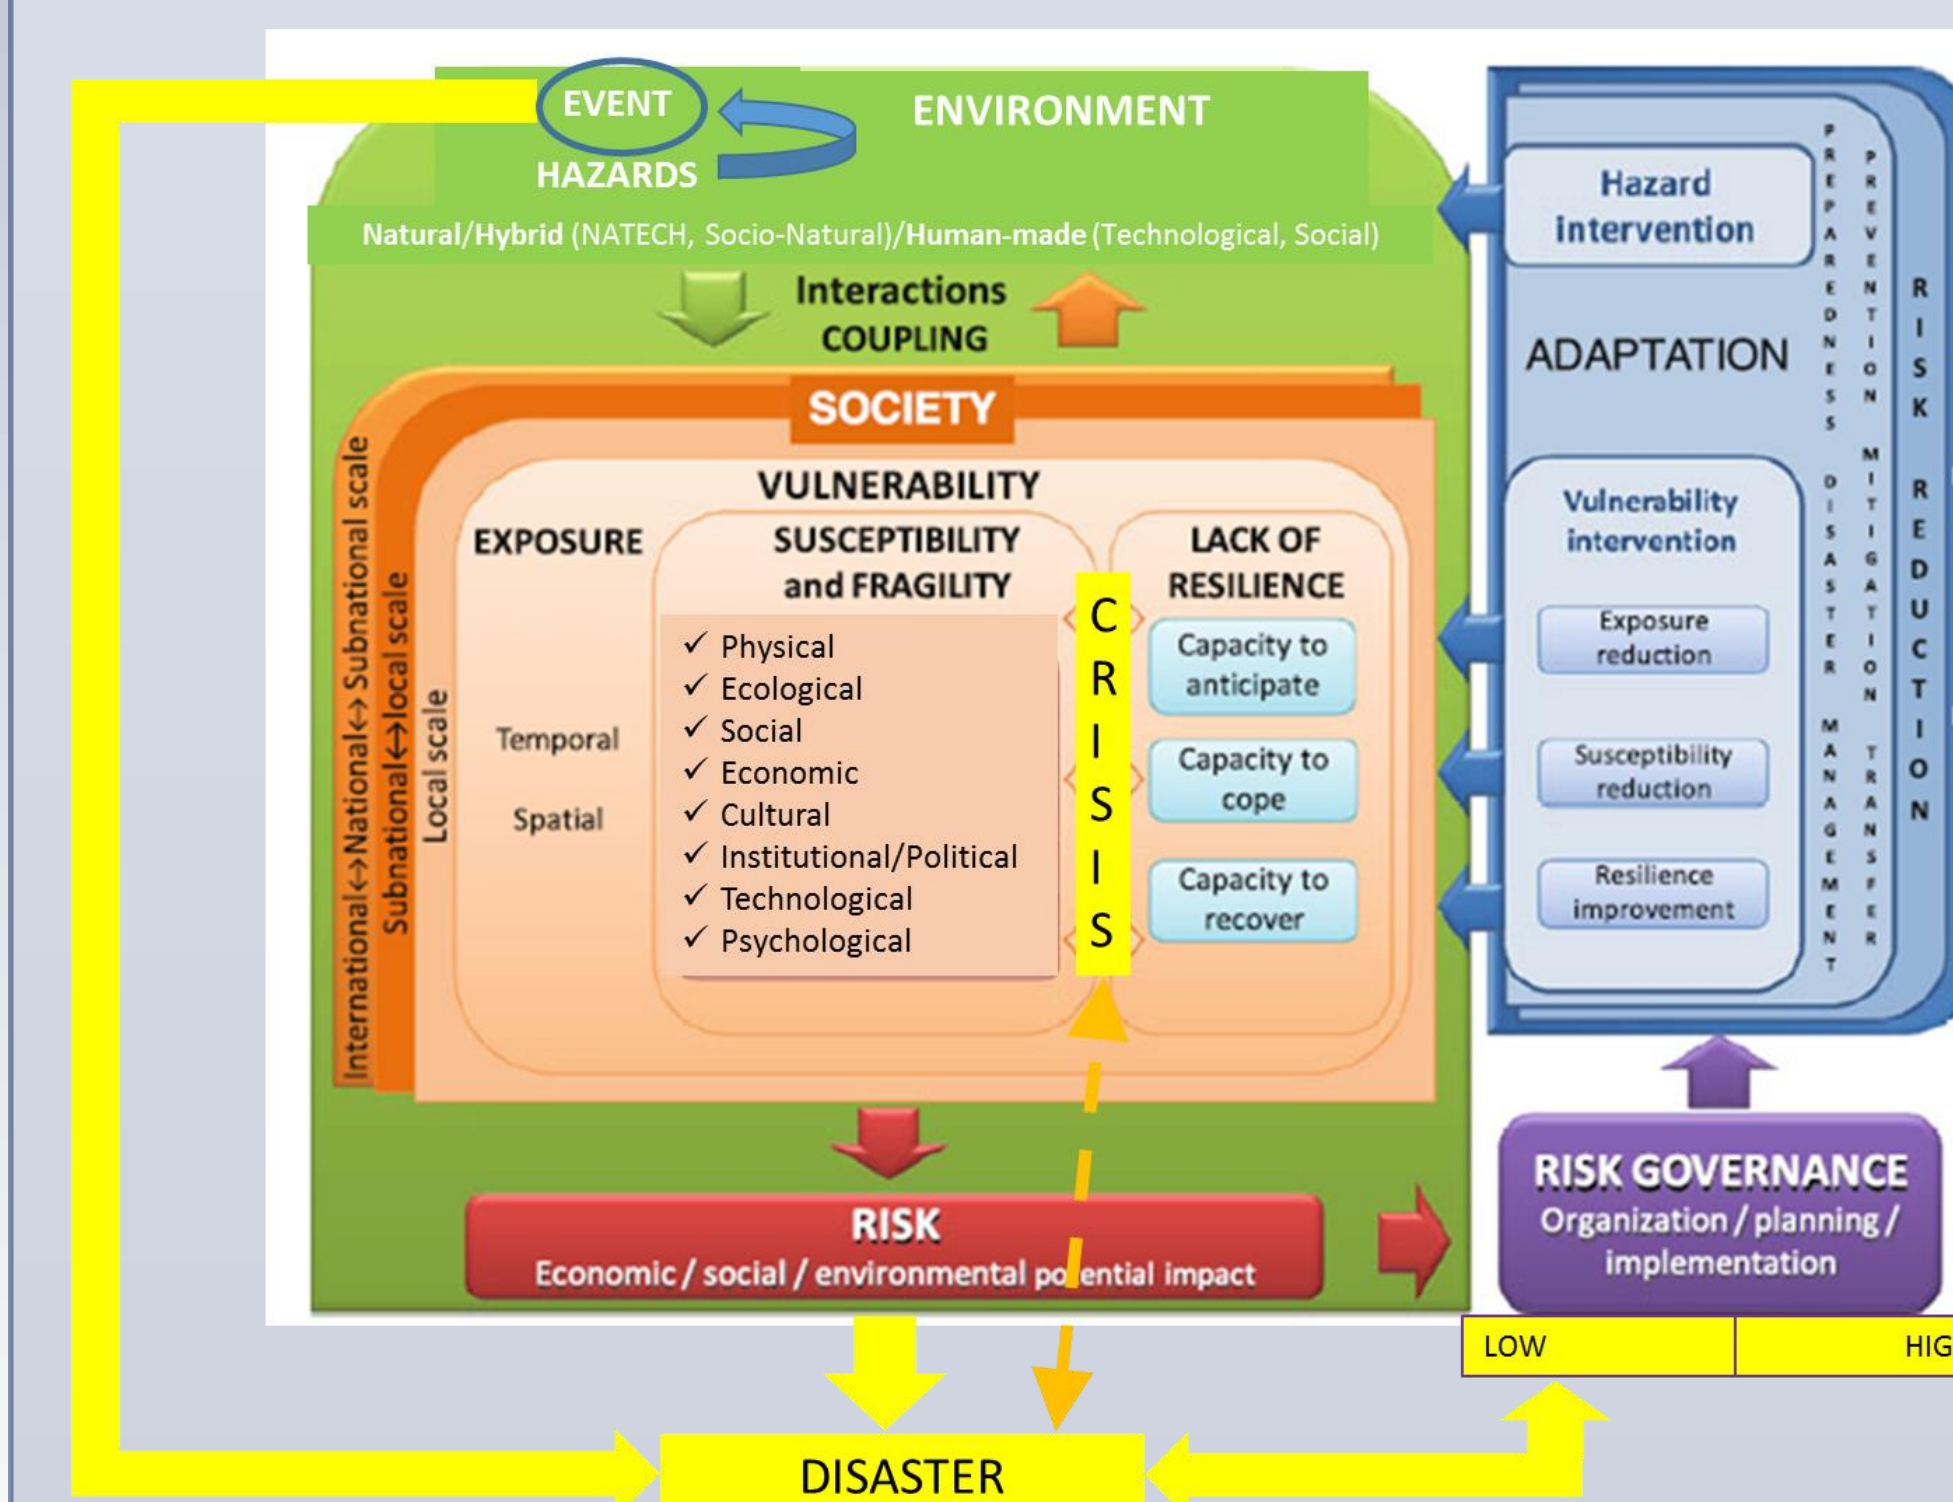 EVENT
ENVIRONMENT
HAZARDS
Natural/Hybrid (NATECH, Socio-Natural)/Human-made (Technological, Social)
Interactions
COUPLING
SOCIETY
International↔National↔ Subnational scale
Subnational↔local scale
Local scale
VULNERABILITY
EXPOSURE
Temporal
Spatial
SUSCEPTIBILITY
and FRAGILITY
✓ Physical
✓ Ecological
✓ Social
✓ Economic
✓ Cultural
✓ Institutional/Political
✓ Technological
✓ Psychological
CRISIS
LACK OF
RESILIENCE
Capacity to
anticipate
Capacity to
cope
Capacity to
recover
Hazard
intervention
ADAPTATION
Vulnerability
intervention
Exposure
reduction
Susceptibility
reduction
Resilience
improvement
PREPAREDNESS DISASTER MANAGEMENT
PREVENTION MITIGATION TRANSFER
RISK REDUCTION
RISK
Economic / social / environmental potential impact
RISK GOVERNANCE
Organization / planning /
implementation
LOW
HIG
DISASTER